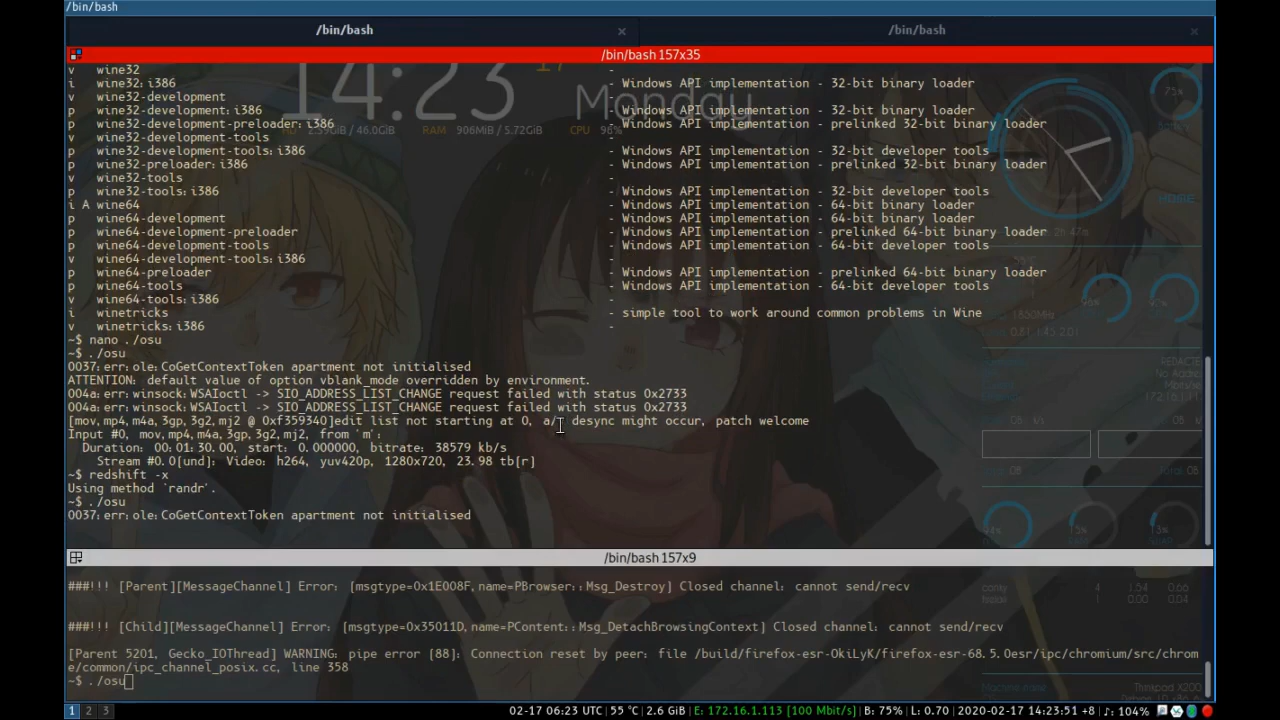 /bin/bash
/bin/bash
/bin/bash
/bin/bash 157x35
v wine32 -
i wine32:i386 - Windows API implementation - 32-bit binary loader
v wine32-development -
p wine32-development:i386 - Windows API implementation - 32-bit binary loader
p wine32-development-preloader:i386 - Windows API implementation - prelinked 32-bit binary loader
v wine32-development-tools -
p wine32-development-tools:i386 - Windows API implementation - 32-bit developer tools
p wine32-preloader:i386 - Windows API implementation - prelinked 32-bit binary loader
v wine32-tools -
p wine32-tools:i386 - Windows API implementation - 32-bit developer tools
i A wine64 - Windows API implementation - 64-bit binary loader
p wine64-development - Windows API implementation - 64-bit binary loader
p wine64-development-preloader - Windows API implementation - prelinked 64-bit binary loader
p wine64-development-tools - Windows API implementation - 64-bit developer tools
v wine64-development-tools:i386 -
p wine64-preloader - Windows API implementation - prelinked 64-bit binary loader
p wine64-tools - Windows API implementation - 64-bit developer tools
v wine64-tools:i386 -
i winetricks - simple tool to work around common problems in Wine
v winetricks:i386 -
~$ nano ./osu
~$ ./osu
0037:err:ole:CoGetContextToken apartment not initialised
ATTENTION: default value of option vblank_mode overridden by environment.
004a:err:winsock:WSAIoctl -> SIO_ADDRESS_LIST_CHANGE request failed with status 0x2733
004a:err:winsock:WSAIoctl -> SIO_ADDRESS_LIST_CHANGE request failed with status 0x2733
[mov,mp4,m4a,3gp,3g2,mj2 @ 0xf359340]edit list not starting at 0, a/v desync might occur, patch welcome
Input #0, mov,mp4,m4a,3gp,3g2,mj2, from 'm':
Duration: 00:01:30.00, start: 0.000000, bitrate: 38579 kb/s
Stream #0.0[und]: Video: h264, yuv420p, 1280x720, 23.98 tb[r]
~$ redshift -x
Using method 'randr'.
~$ ./osu
0037:err:ole:CoGetContextToken apartment not initialised
14:23
Monday
2.59GiB / 46.0GiB RAM 906MiB / 5.72GiB CPU 96%
75%
/bin/bash 157x9
###!!! [Parent][MessageChannel] Error: (msgtype=0x1E008F,name=PBrowser::Msg_Destroy) Closed channel: cannot send/recv
###!!! [Child][MessageChannel] Error: (msgtype=0x35011D,name=PContent::Msg_DetachBrowsingContext) Closed channel: cannot send/recv
[Parent 5201, Gecko_IOThread] WARNING: pipe error (88): Connection reset by peer: file /build/firefox-esr-OkiLyK/firefox-esr-68.5.0esr/ipc/chromium/src/chrom
e/common/ipc_channel_posix.cc, line 358
~$ ./osu
1 2 3
02-17 06:23 UTC | 55 °C | 2.6 GiB | E: 172.16.1.113 (100 Mbit/s) | B: 75% | L: 0.70 | 2020-02-17 14:23:51 +8 | ♪: 104%